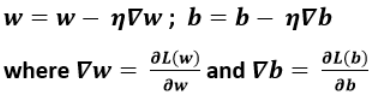 w = w − η∇w ; b = b − η∇b
where ∇w = ∂L(w)/∂w and ∇b = ∂L(b)/∂b